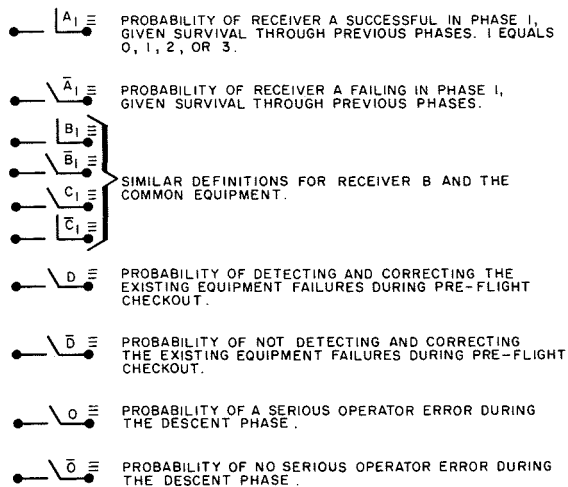 A₁ ≡ PROBABILITY OF RECEIVER A SUCCESSFUL IN PHASE I,
GIVEN SURVIVAL THROUGH PREVIOUS PHASES. I EQUALS
0, 1, 2, OR 3.
A̅₁ ≡ PROBABILITY OF RECEIVER A FAILING IN PHASE I,
GIVEN SURVIVAL THROUGH PREVIOUS PHASES.
B₁ ≡
B̅₁ ≡
SIMILAR DEFINITIONS FOR RECEIVER B AND THE
COMMON EQUIPMENT.
C₁ ≡
C̅₁ ≡
D ≡ PROBABILITY OF DETECTING AND CORRECTING THE
EXISTING EQUIPMENT FAILURES DURING PRE-FLIGHT
CHECKOUT.
D̅ ≡ PROBABILITY OF NOT DETECTING AND CORRECTING
THE EXISTING EQUIPMENT FAILURES DURING PRE-FLIGHT
CHECKOUT.
O ≡ PROBABILITY OF A SERIOUS OPERATOR ERROR DURING
THE DESCENT PHASE.
O̅ ≡ PROBABILITY OF NO SERIOUS OPERATOR ERROR DURING
THE DESCENT PHASE.